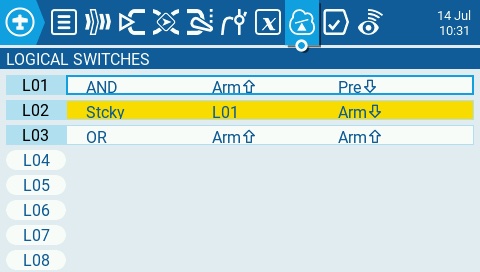 14 Jul
10:31
LOGICAL SWITCHES
L01 AND Arm⇧ Pre⇩
L02 Stcky L01 Arm⇩
L03 OR Arm⇧ Arm⇧
L04
L05
L06
L07
L08